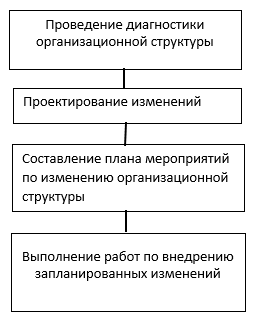 Проведение диагностики
организационной структуры
Проектирование изменений
Составление плана мероприятий
по изменению организационной
структуры
Выполнение работ по внедрению
запланированных изменений